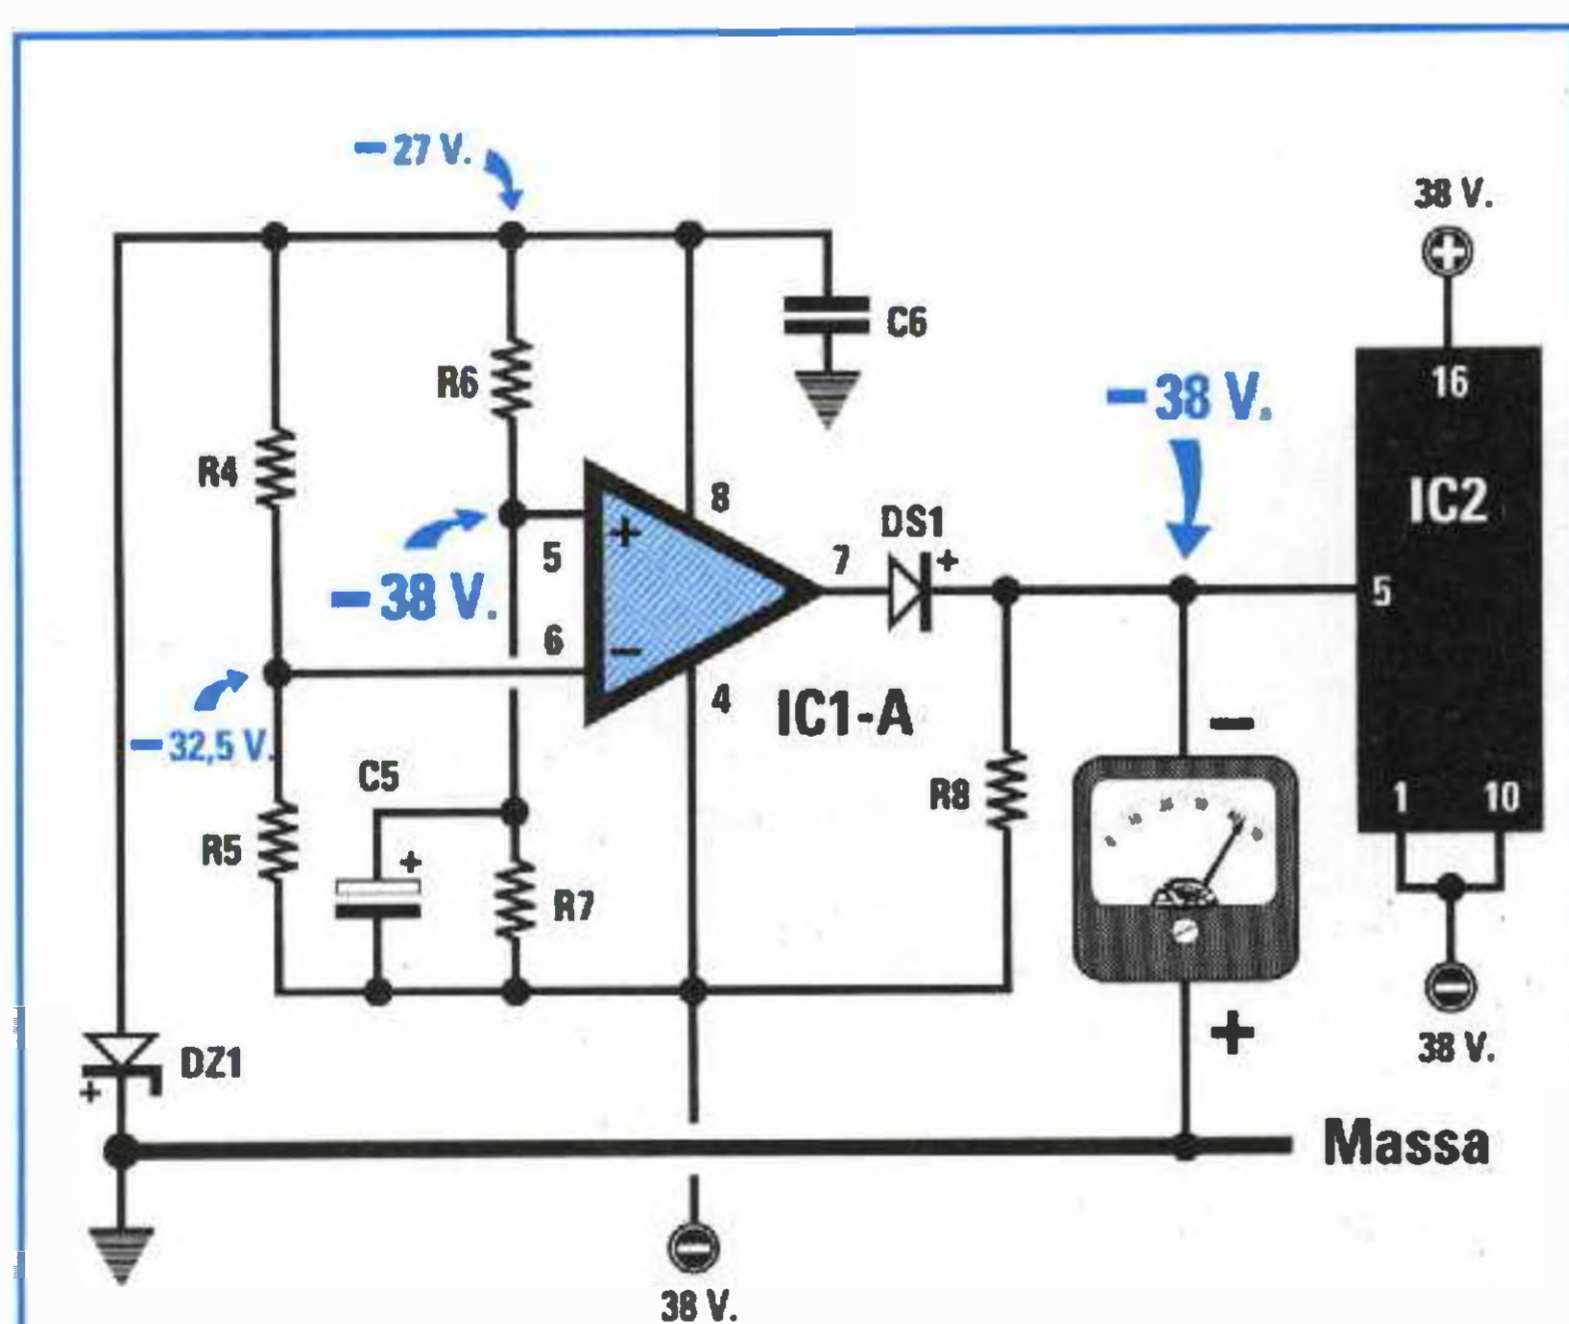 − 27 V.
38 V.
+
C6
R6
− 38 V.
16
R4
8
IC2
DS1
+
5
+
7
− 38 V.
5
6
−
4
IC1-A
− 32,5 V.
−
C5
R8
1 10
R5
+
R7
−
38 V.
+
DZ1
+
Massa
−
38 V.